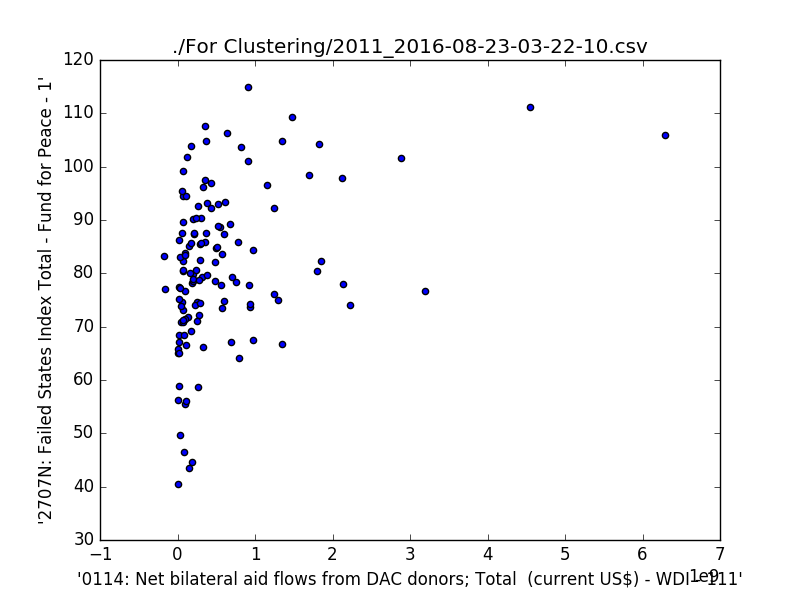 ./For Clustering/2011_2016-08-23-03-22-10.csv
120
110
100
90
80
70
60
50
40
30
'2707N: Failed States Index Total - Fund for Peace - 1'
−1 0 1 2 3 4 5 6 7
1e9
'0114: Net bilateral aid flows from DAC donors; Total (current US$) - WDI - 111'